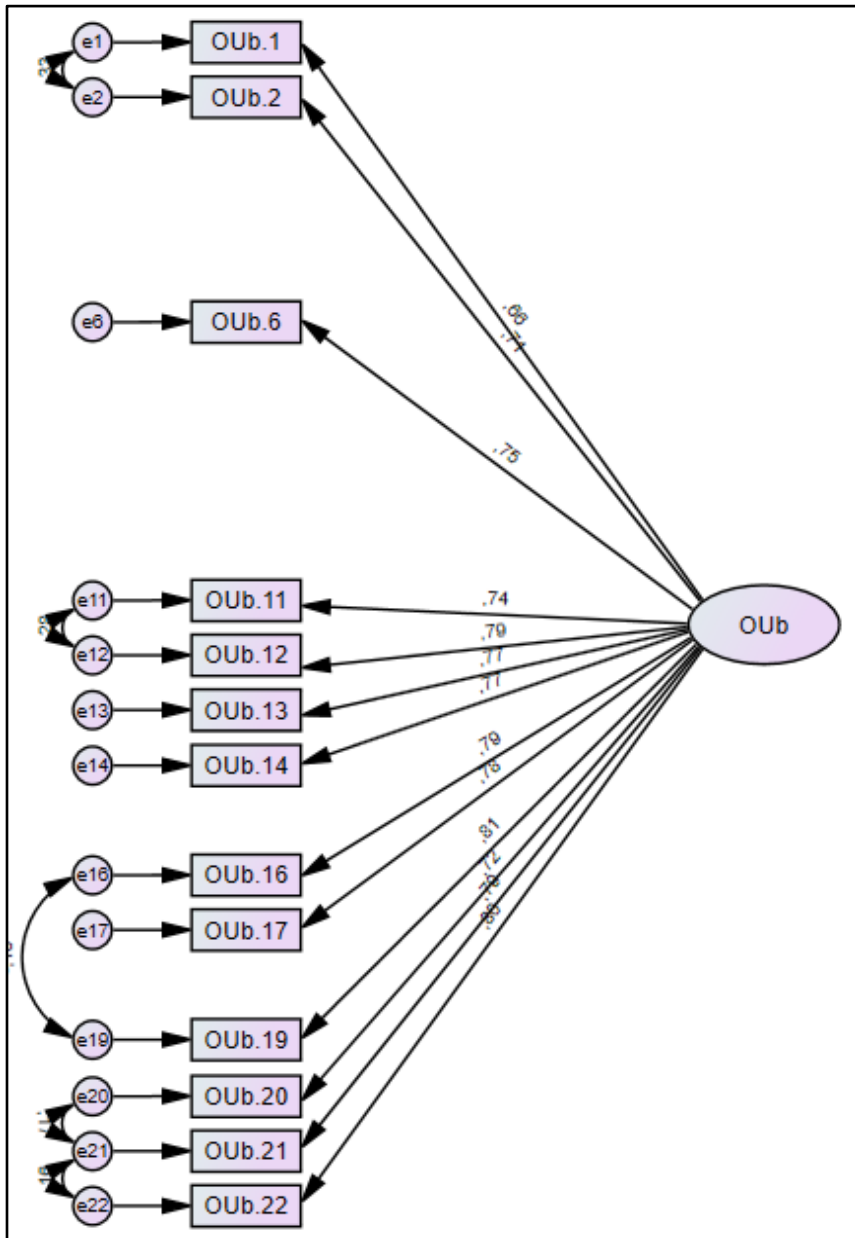 e1 OUb.1
e2 OUb.2
,66
,74
e6 OUb.6
,75
e11 OUb.11
,74
OUb
e12 OUb.12
,79
e13 OUb.13
,77
e14 OUb.14
,77
e16 OUb.16
,79
e17 OUb.17
,78
e19 OUb.19
,81
e20 OUb.20
,72
e21 OUb.21
e22 OUb.22